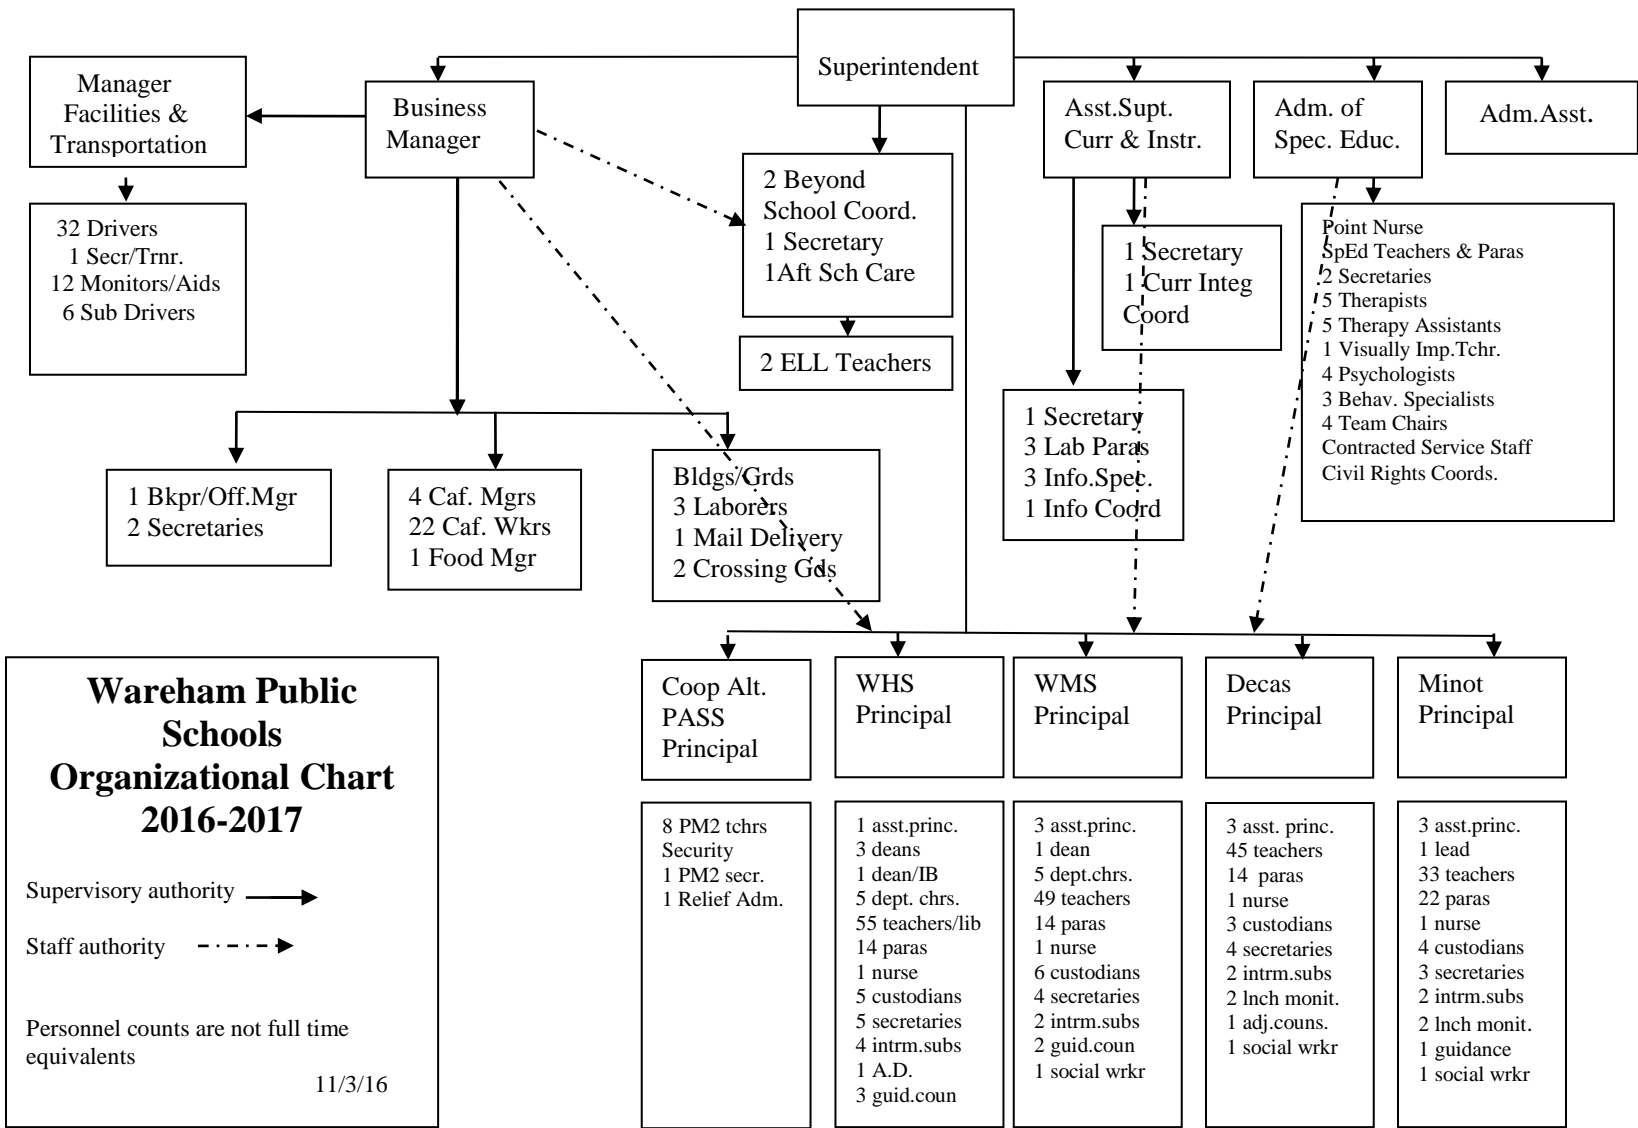 Superintendent
Manager
Facilities &
Transportation
Business
Manager
Asst.Supt.
Curr & Instr.
Adm. of
Spec. Educ.
Adm.Asst.
32 Drivers
1 Secr/Trnr.
12 Monitors/Aids
6 Sub Drivers
2 Beyond
School Coord.
1 Secretary
1Aft Sch Care
2 ELL Teachers
1 Secretary
1 Curr Integ
Coord
Point Nurse
SpEd Teachers & Paras
2 Secretaries
5 Therapists
5 Therapy Assistants
1 Visually Imp.Tchr.
4 Psychologists
3 Behav. Specialists
4 Team Chairs
Contracted Service Staff
Civil Rights Coords.
1 Secretary
3 Lab Paras
3 Info.Spec.
1 Info Coord
1 Bkpr/Off.Mgr
2 Secretaries
4 Caf. Mgrs
22 Caf. Wkrs
1 Food Mgr
Bldgs/Grds
3 Laborers
1 Mail Delivery
2 Crossing Gds
Wareham Public
Schools
Organizational Chart
2016-2017
Supervisory authority
Staff authority
Personnel counts are not full time
equivalents
11/3/16
Coop Alt.
PASS
Principal
WHS
Principal
WMS
Principal
Decas
Principal
Minot
Principal
8 PM2 tchrs
Security
1 PM2 secr.
1 Relief Adm.
1 asst.princ.
3 deans
1 dean/IB
5 dept. chrs.
55 teachers/lib
14 paras
1 nurse
5 custodians
5 secretaries
4 intrm.subs
1 A.D.
3 guid.coun
3 asst.princ.
1 dean
5 dept.chrs.
49 teachers
14 paras
1 nurse
6 custodians
4 secretaries
2 intrm.subs
2 guid.coun
1 social wrkr
3 asst. princ.
45 teachers
14 paras
1 nurse
3 custodians
4 secretaries
2 intrm.subs
2 lnch monit.
1 adj.couns.
1 social wrkr
3 asst.princ.
1 lead
33 teachers
22 paras
1 nurse
4 custodians
3 secretaries
2 intrm.subs
2 lnch monit.
1 guidance
1 social wrkr